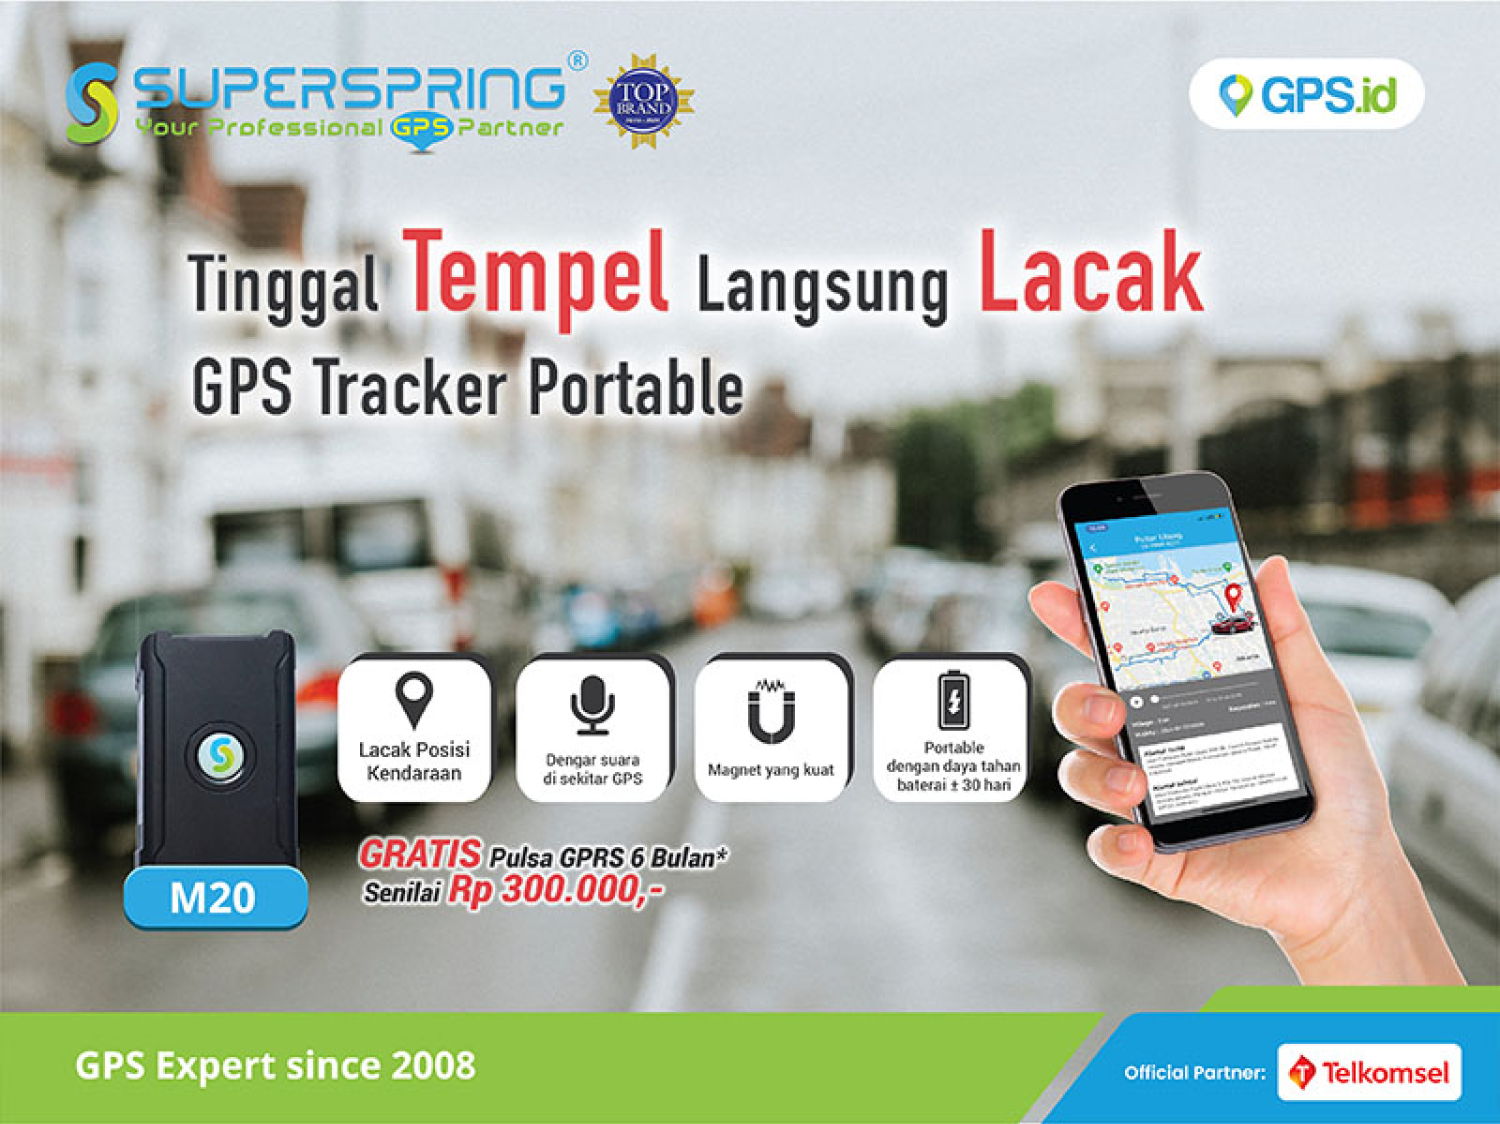 SUPERSPRING®
Your Professional GPS Partner
TOP
BRAND
GPS.id
Tinggal Tempel Langsung Lacak
GPS Tracker Portable
Lacak Posisi
Kendaraan
Dengar suara
di sekitar GPS
Magnet yang kuat
Portable
dengan daya tahan
baterai ± 30 hari
M20
GRATIS Pulsa GPRS 6 Bulan*
Senilai Rp 300.000,-
GPS Expert since 2008
Official Partner:
Telkomsel